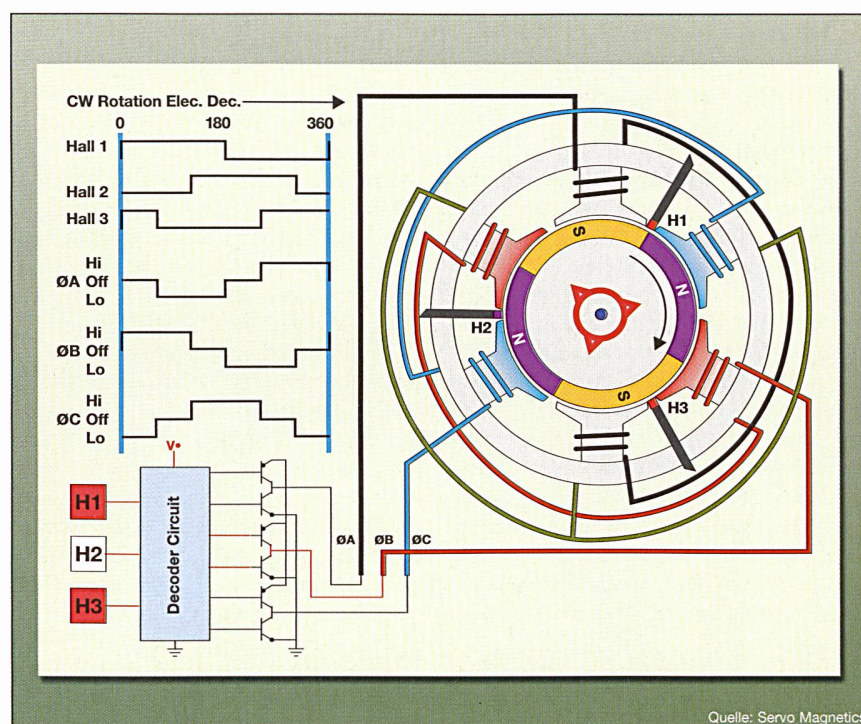 CW Rotation Elec. Dec.
0 180 360
Hall 1
Hall 2
Hall 3
Hi
ØA Off
Lo
Hi
ØB Off
Lo
Hi
ØC Off
Lo
V•
H1
H2
H3
Decoder Circuit
ØA ØB ØC
S
H1
N
H2
N
H3
S
Quelle: Servo Magnetics